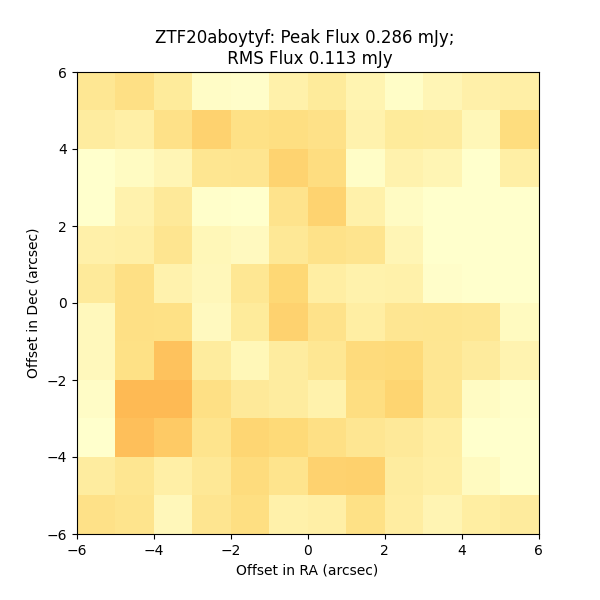 ZTF20aboytyf: Peak Flux 0.286 mJy;
RMS Flux 0.113 mJy
6
4
2
0
−2
−4
−6
Offset in Dec (arcsec)
−6 −4 −2 0 2 4 6
Offset in RA (arcsec)